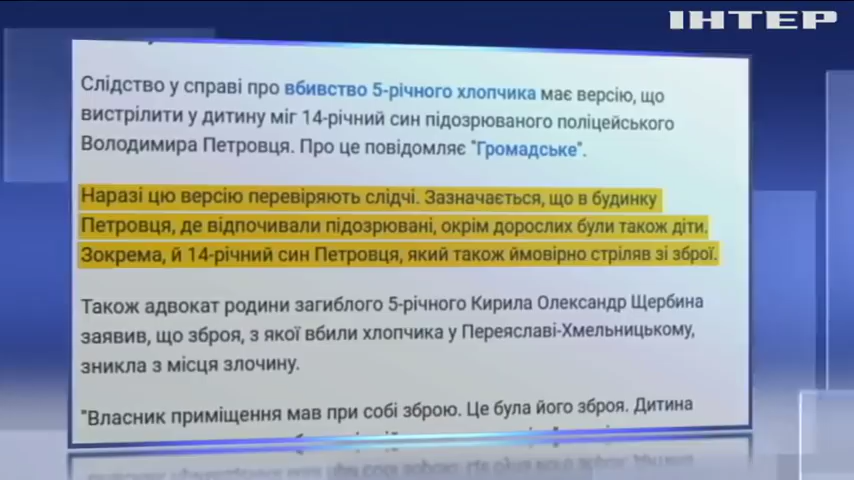 ІНТЕР
Слідство у справі про вбивство 5-річного хлопчика має версію, що
вистрілити у дитину міг 14-річний син підозрюваного поліцейського
Володимира Петровця. Про це повідомляє "Громадське".
Наразі цю версію перевіряють слідчі. Зазначається, що в будинку
Петровця, де відпочивали підозрювані, окрім дорослих були також діти.
Зокрема, й 14-річний син Петровця, який також ймовірно стріляв зі зброї.
Також адвокат родини загиблого 5-річного Кирила Олександр Щербина
заявив, що зброя, з якої вбили хлопчика у Переяславі-Хмельницькому,
зникла з місця злочину.
"Власник приміщення мав при собі зброю. Це була його зброя. Дитина